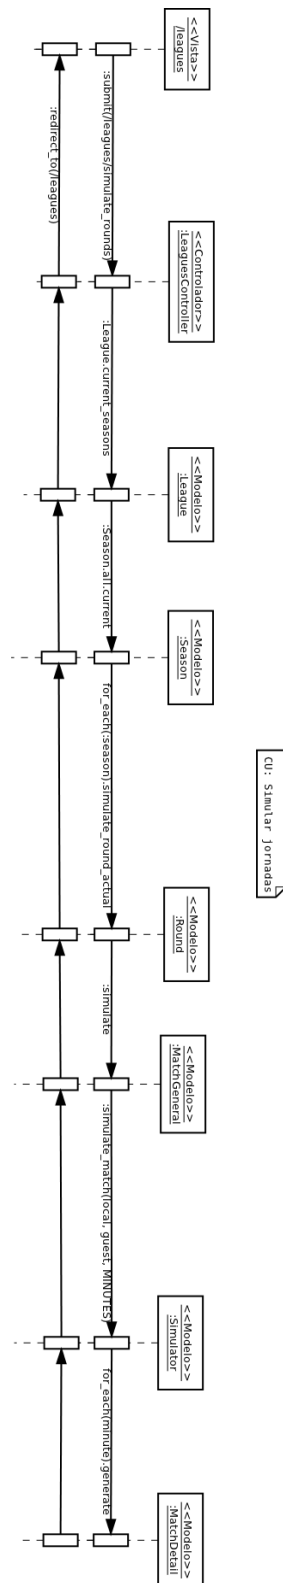 CU: Simular jornadas
<<Vista>>
/leagues
<<Controlador>>
:LeaguesController
<<Modelo>>
:League
<<Modelo>>
:Season
<<Modelo>>
:Round
<<Modelo>>
:MatchGeneral
<<Modelo>>
:Simulator
<<Modelo>>
:MatchDetail
:submit(/leagues/simulate_rounds)
:League.current_seasons
:Season.all.current
for_each(:season).simulate_round_actual
:simulate
:simulate_match(local, guest, MINUTES)
for_each(minute).generate
:redirect_to(/leagues)